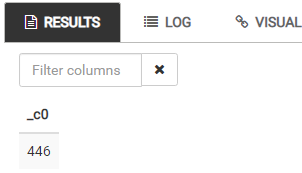 RESULTS LOG VISUAL
Filter columns
_c0
446